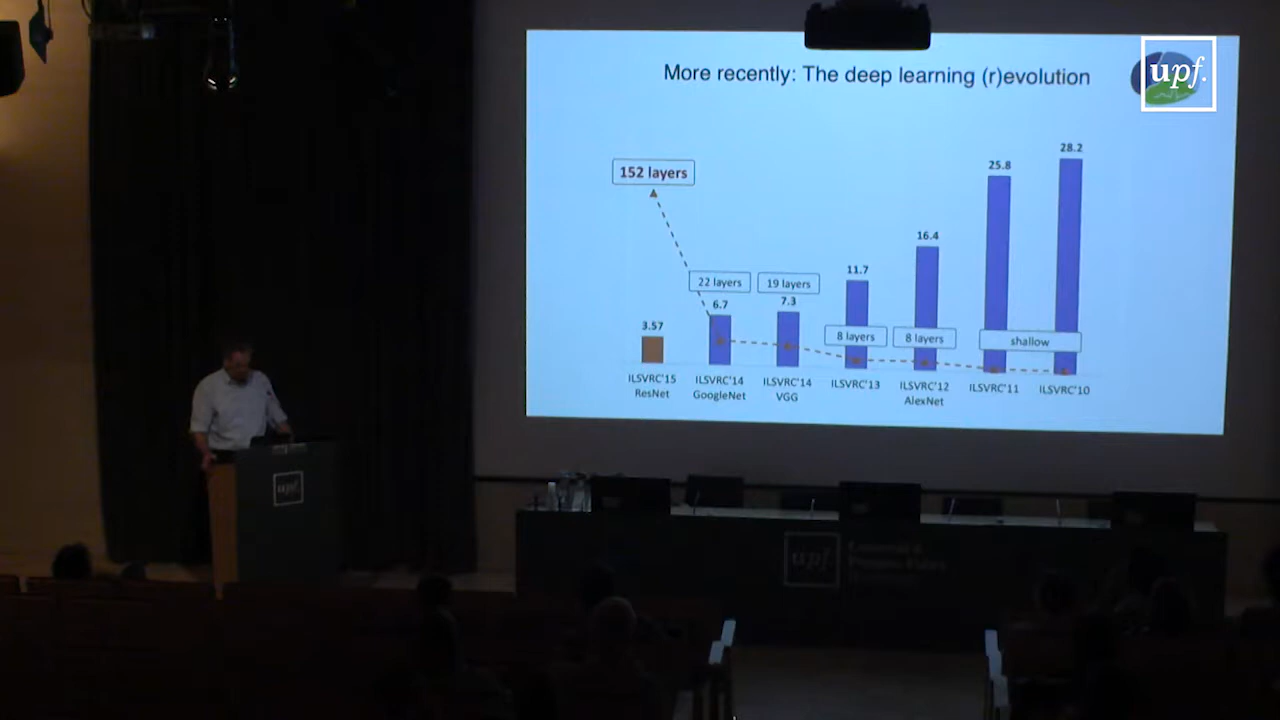 More recently: The deep learning (r)evolution
upf.
28.2
25.8
152 layers
16.4
11.7
22 layers
19 layers
6.7
7.3
3.57
8 layers
8 layers
shallow
ILSVRC'15
ResNet
ILSVRC'14
GoogleNet
ILSVRC'14
VGG
ILSVRC'13
ILSVRC'12
AlexNet
ILSVRC'11
ILSVRC'10
upf.
upf.